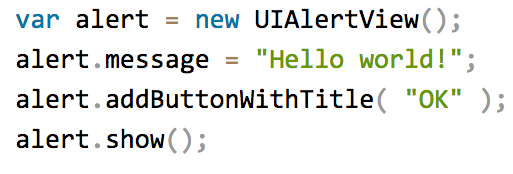 var alert = new UIAlertView();
alert.message = "Hello world!";
alert.addButtonWithTitle( "OK" );
alert.show();